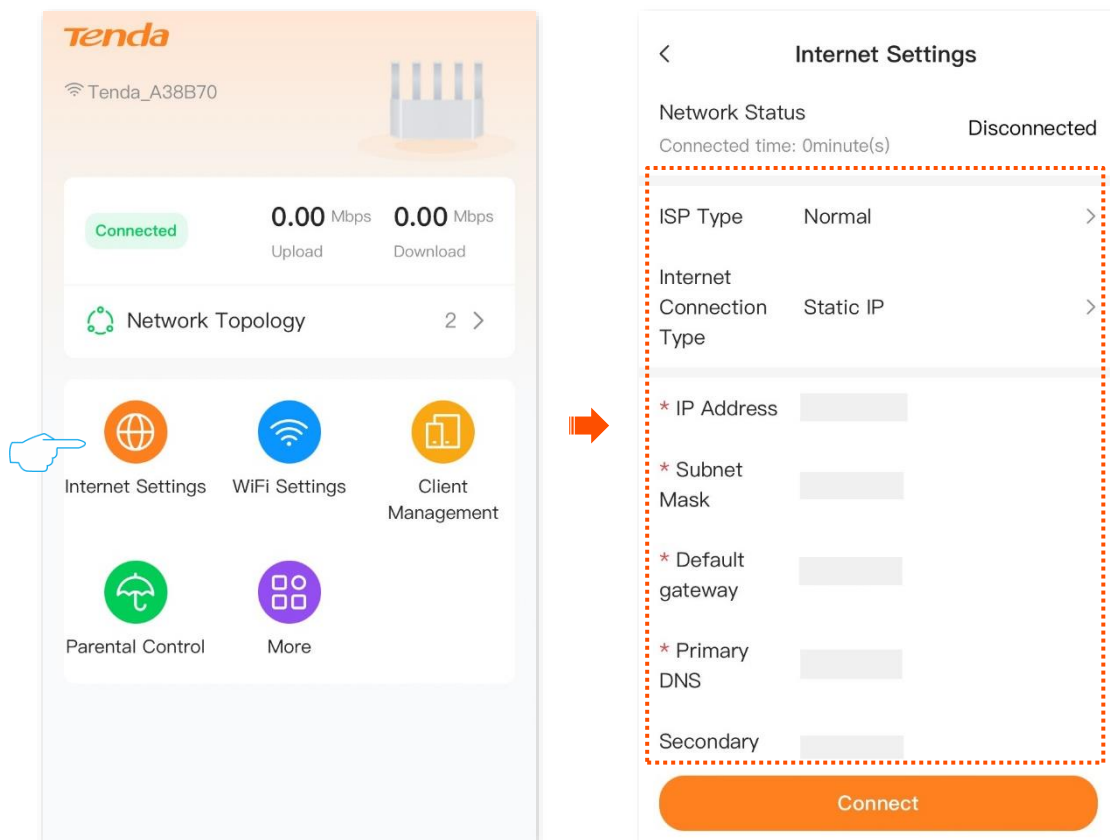 Tenda
Tenda_A38B70
Connected
0.00 Mbps 0.00 Mbps
Upload Download
Network Topology 2
Internet Settings WiFi Settings Client
Management
Parental Control More
Internet Settings
Network Status
Connected time: 0minute(s)
Disconnected
ISP Type Normal
Internet
Connection Static IP
Type
* IP Address
* Subnet
Mask
* Default
gateway
* Primary
DNS
Secondary
Connect